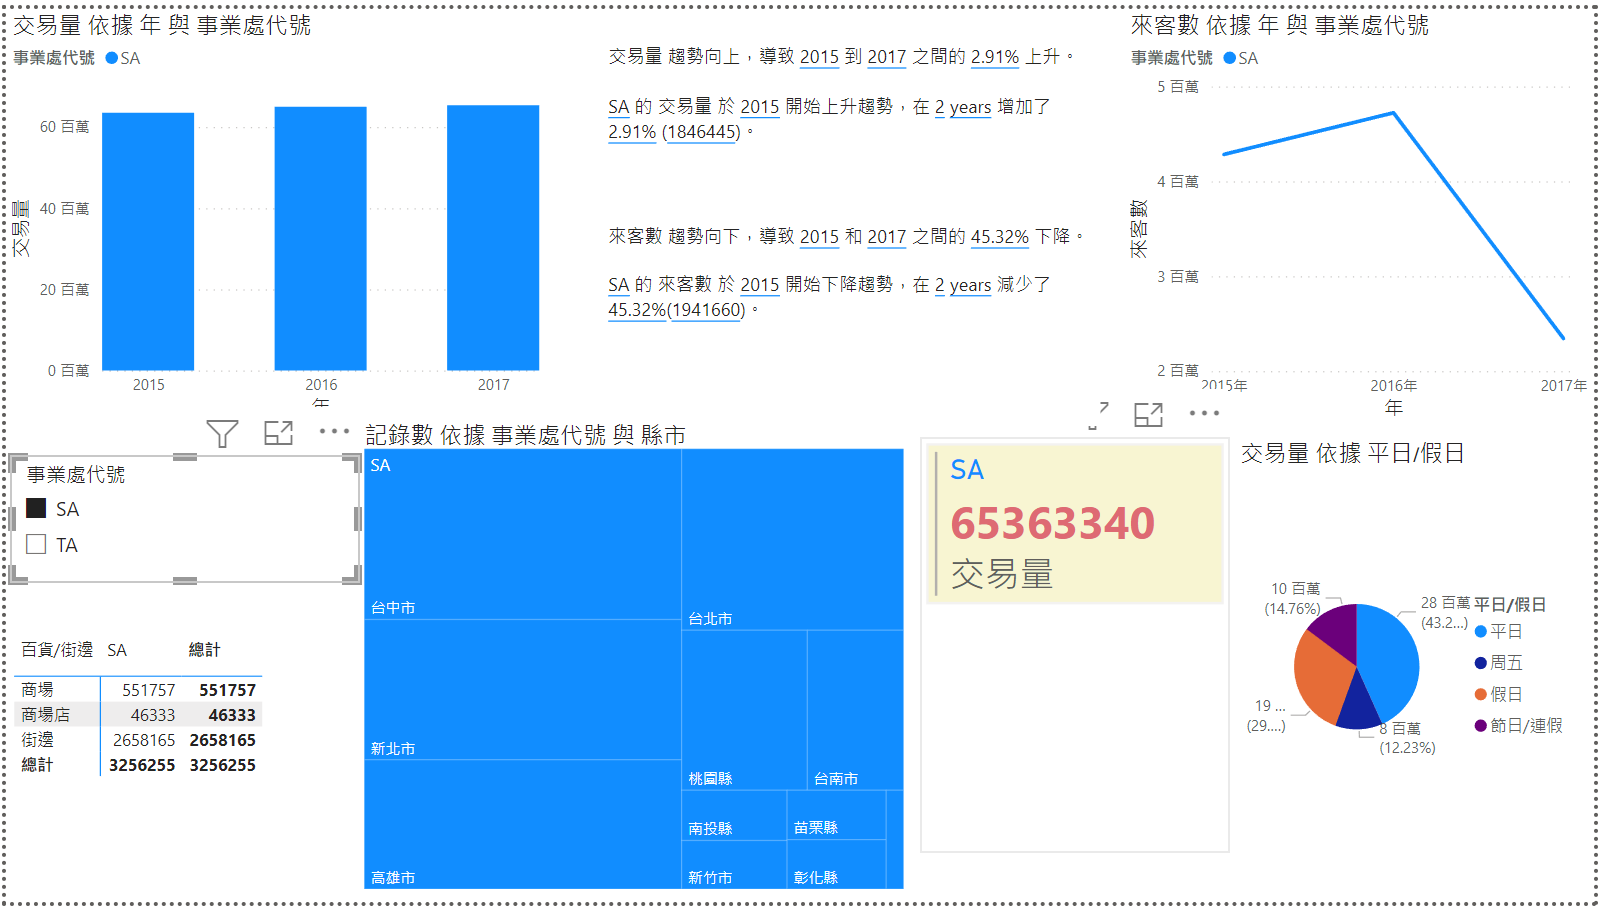 交易量 依據 年 與 事業處代號
事業處代號 SA
60 百萬
40 百萬
20 百萬
0 百萬
交易量
2015 2016 2017
年
交易量 趨勢向上，導致 2015 到 2017 之間的 2.91% 上升。
SA 的 交易量 於 2015 開始上升趨勢，在 2 years 增加了
2.91% (1846445)。
來客數 趨勢向下，導致 2015 和 2017 之間的 45.32% 下降。
SA 的 來客數 於 2015 開始下降趨勢，在 2 years 減少了
45.32%(1941660)。
來客數 依據 年 與 事業處代號
事業處代號 SA
5 百萬
4 百萬
3 百萬
2 百萬
來客數
2015年 2016年 2017年
年
事業處代號
SA
TA
百貨/街邊 SA 總計
商場 551757 551757
商場店 46333 46333
街邊 2658165 2658165
總計 3256255 3256255
記錄數 依據 事業處代號 與 縣市
SA
台中市
台北市
新北市
桃園縣
台南市
南投縣
苗栗縣
高雄市
新竹市
彰化縣
SA
65363340
交易量
交易量 依據 平日/假日
10 百萬
(14.76%)
28 百萬
(43.2...)
19 ...
(29....)
8 百萬
(12.23%)
平日/假日
平日
周五
假日
節日/連假